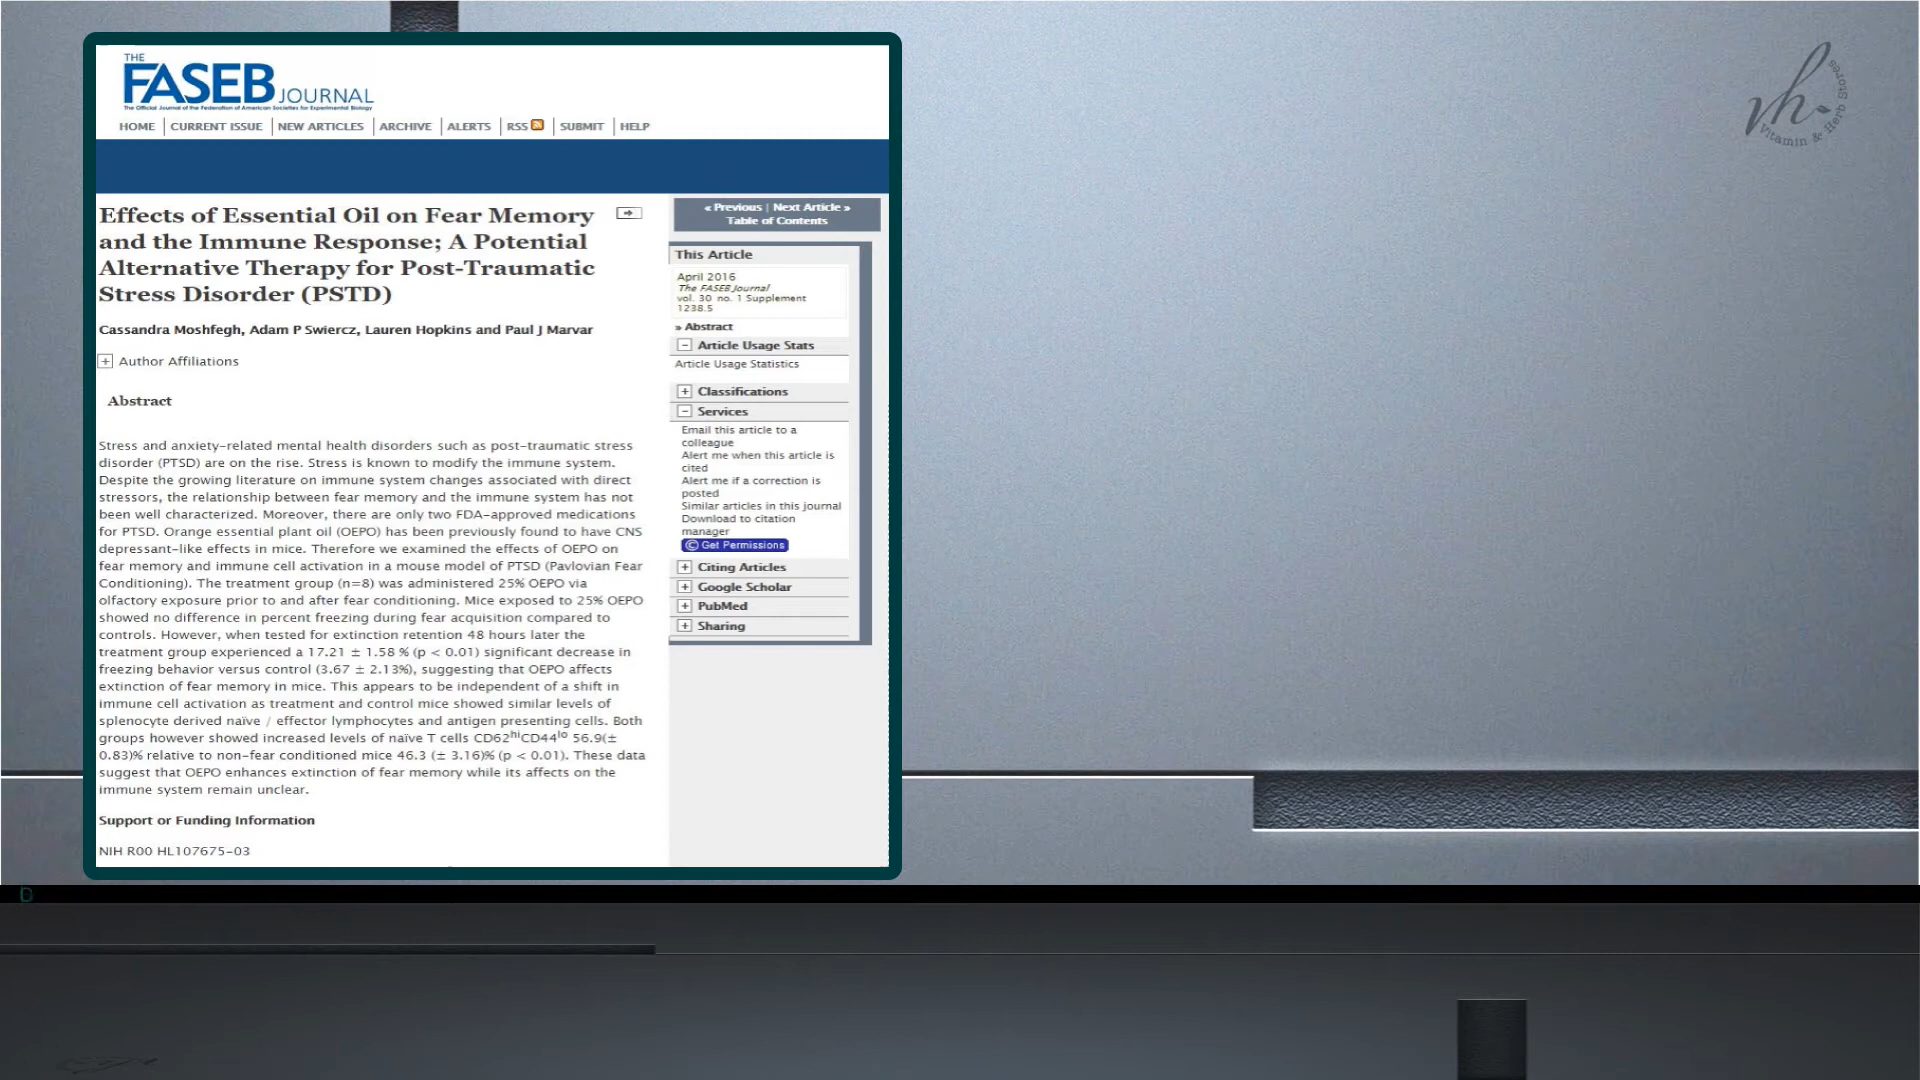 THE
FASEB JOURNAL
The Official Journal of the Federation of American Societies for Experimental Biology
HOME
CURRENT ISSUE
NEW ARTICLES
ARCHIVE
ALERTS
RSS
SUBMIT
HELP
Effects of Essential Oil on Fear Memory
and the Immune Response; A Potential
Alternative Therapy for Post-Traumatic
Stress Disorder (PSTD)
Cassandra Moshfegh, Adam P Swiercz, Lauren Hopkins and Paul J Marvar
+ Author Affiliations
Abstract
Stress and anxiety-related mental health disorders such as post-traumatic stress
disorder (PTSD) are on the rise. Stress is known to modify the immune system.
Despite the growing literature on immune system changes associated with direct
stressors, the relationship between fear memory and the immune system has not
been well characterized. Moreover, there are only two FDA-approved medications
for PTSD. Orange essential plant oil (OEPO) has been previously found to have CNS
depressant-like effects in mice. Therefore we examined the effects of OEPO on
fear memory and immune cell activation in a mouse model of PTSD (Pavlovian Fear
Conditioning). The treatment group (n=8) was administered 25% OEPO via
olfactory exposure prior to and after fear conditioning. Mice exposed to 25% OEPO
showed no difference in percent freezing during fear acquisition compared to
controls. However, when tested for extinction retention 48 hours later the
treatment group experienced a 17.21 ± 1.58 % (p < 0.01) significant decrease in
freezing behavior versus control (3.67 ± 2.13%), suggesting that OEPO affects
extinction of fear memory in mice. This appears to be independent of a shift in
immune cell activation as treatment and control mice showed similar levels of
splenocyte derived naïve / effector lymphocytes and antigen presenting cells. Both
groups however showed increased levels of naïve T cells CD62hiCD44lo 56.9(±
0.83)% relative to non-fear conditioned mice 46.3 (± 3.16)% (p < 0.01). These data
suggest that OEPO enhances extinction of fear memory while its affects on the
immune system remain unclear.
Support or Funding Information
NIH R00 HL107675-03
« Previous | Next Article »
Table of Contents
This Article
April 2016
The FASEB Journal
vol. 30 no. 1 Supplement
1238.5
» Abstract
− Article Usage Stats
Article Usage Statistics
+ Classifications
− Services
Email this article to a
colleague
Alert me when this article is
cited
Alert me if a correction is
posted
Similar articles in this journal
Download to citation
manager
© Get Permissions
+ Citing Articles
+ Google Scholar
+ PubMed
+ Sharing
vh
Vitamin & Herb Stores